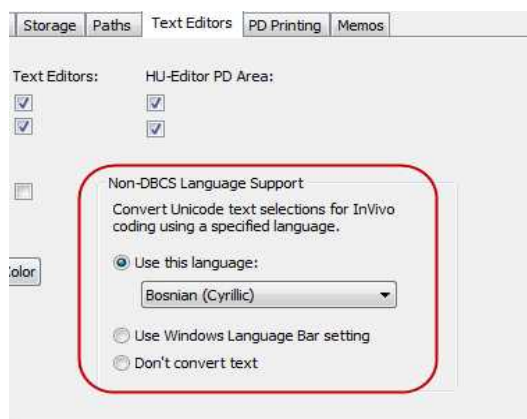 Storage Paths Text Editors PD Printing Memos
Text Editors: HU-Editor PD Area:
Non-DBCS Language Support
Convert Unicode text selections for InVivo
coding using a specified language.
Use this language:
olor
Bosnian (Cyrillic)
Use Windows Language Bar setting
Don't convert text